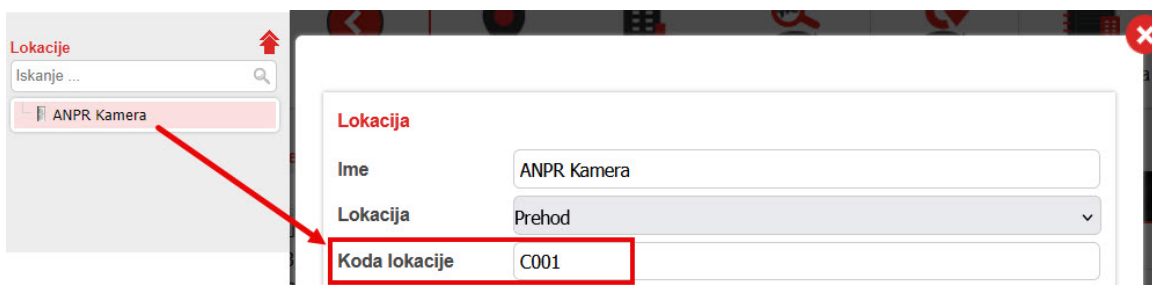 Lokacije
Iskanje ...
ANPR Kamera
Lokacija
Ime
ANPR Kamera
Lokacija
Prehod
Koda lokacije
C001